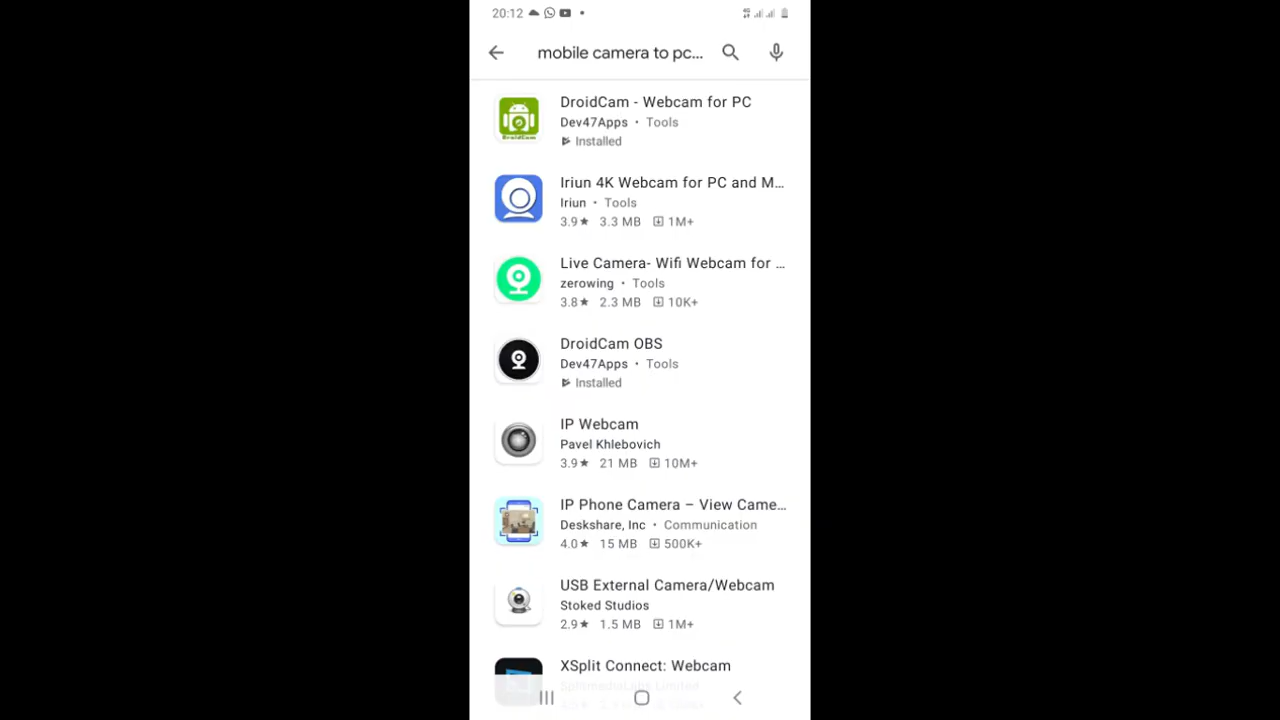 20:12
mobile camera to pc...
DroidCam - Webcam for PC
Dev47Apps • Tools
Installed
Iriun 4K Webcam for PC and M...
Iriun • Tools
3.9★ 3.3 MB 1M+
Live Camera- Wifi Webcam for ...
zerowing • Tools
3.8★ 2.3 MB 10K+
DroidCam OBS
Dev47Apps • Tools
Installed
IP Webcam
Pavel Khlebovich
3.9★ 21 MB 10M+
IP Phone Camera – View Came...
Deskshare, Inc • Communication
4.0★ 15 MB 500K+
USB External Camera/Webcam
Stoked Studios
2.9★ 1.5 MB 1M+
XSplit Connect: Webcam
SplitmediaLabs Limited